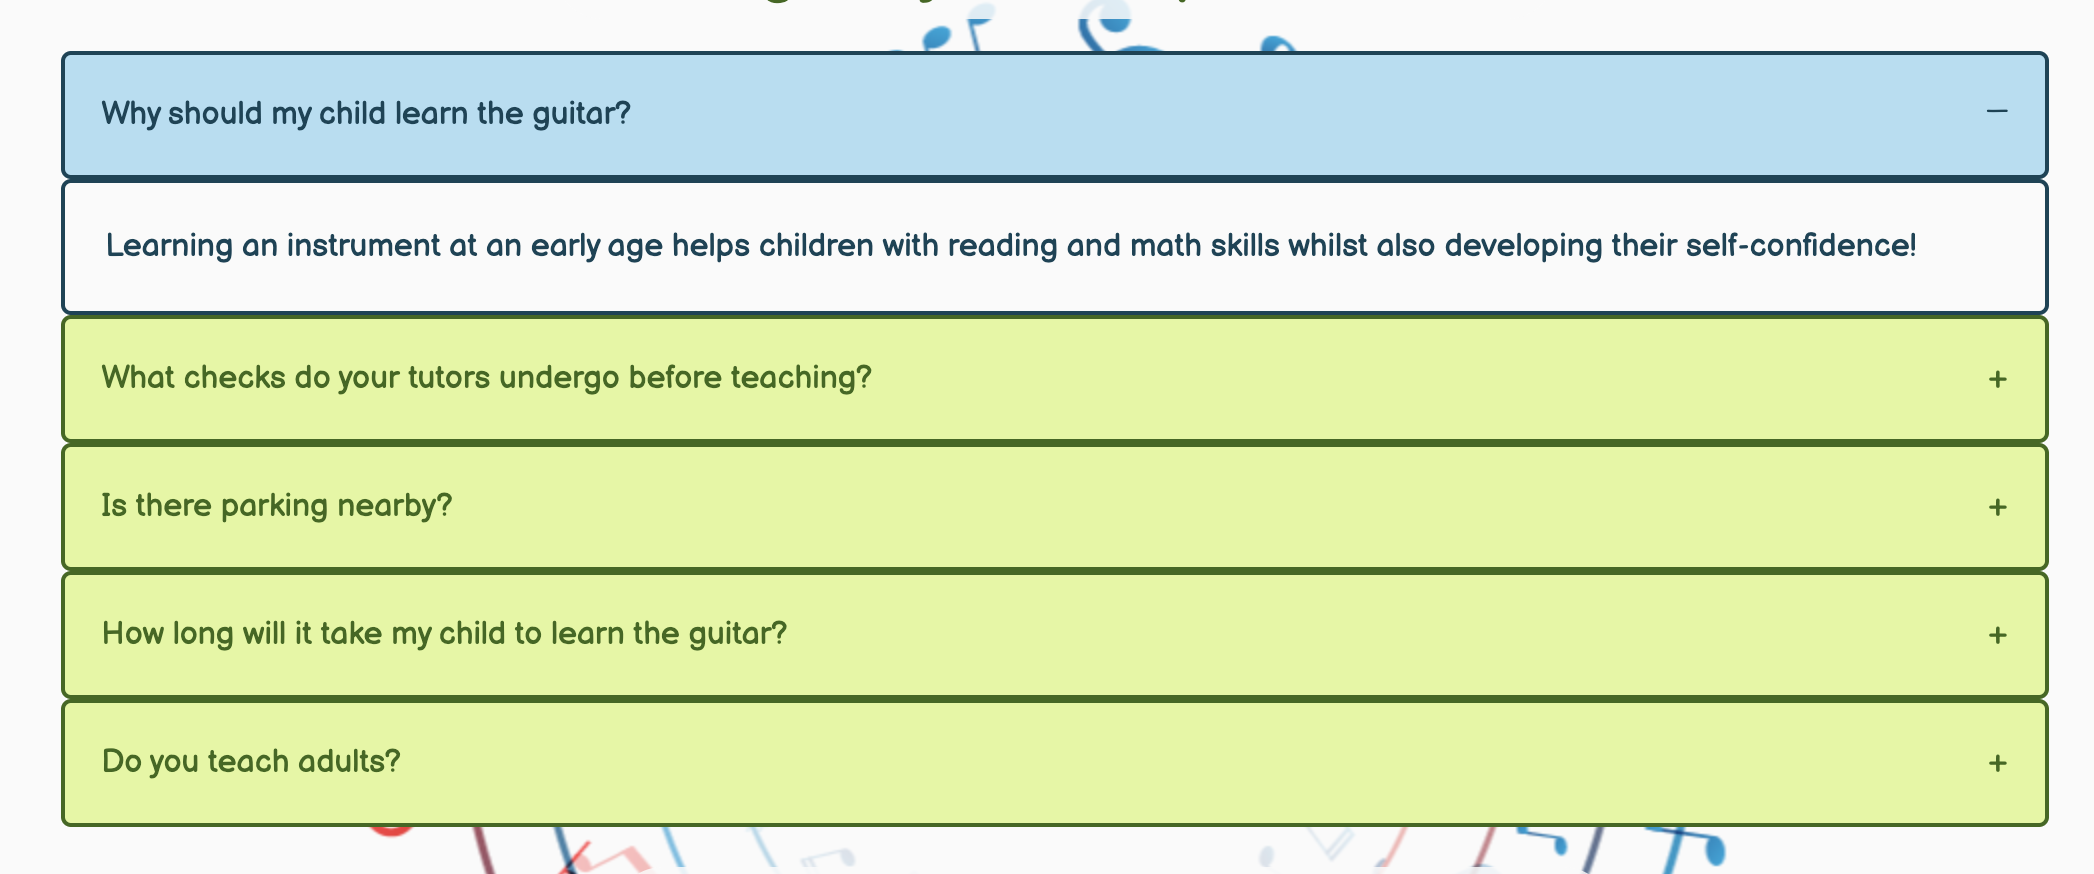 Why should my child learn the guitar?
Learning an instrument at an early age helps children with reading and math skills whilst also developing their self-confidence!
What checks do your tutors undergo before teaching?
Is there parking nearby?
How long will it take my child to learn the guitar?
Do you teach adults?